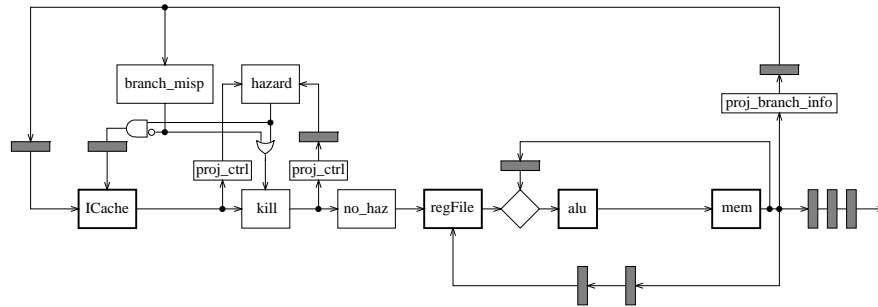 branch_misp
hazard
proj_branch_info
proj_ctrl
proj_ctrl
ICache
kill
no_haz
regFile
alu
mem